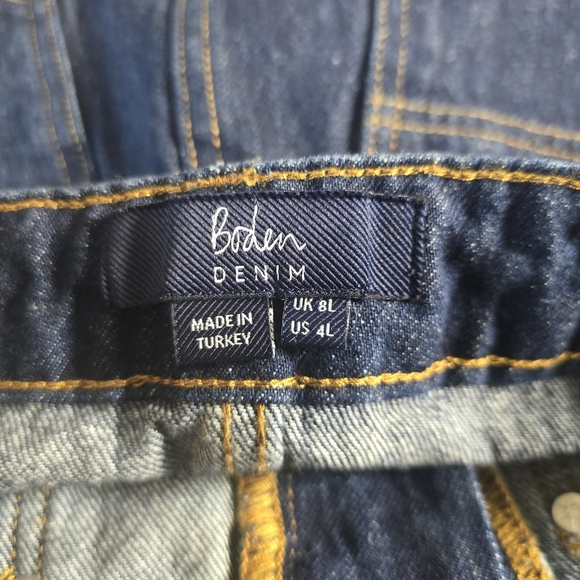 Boden
DENIM
MADE IN
TURKEY
UK 8L
US 4L